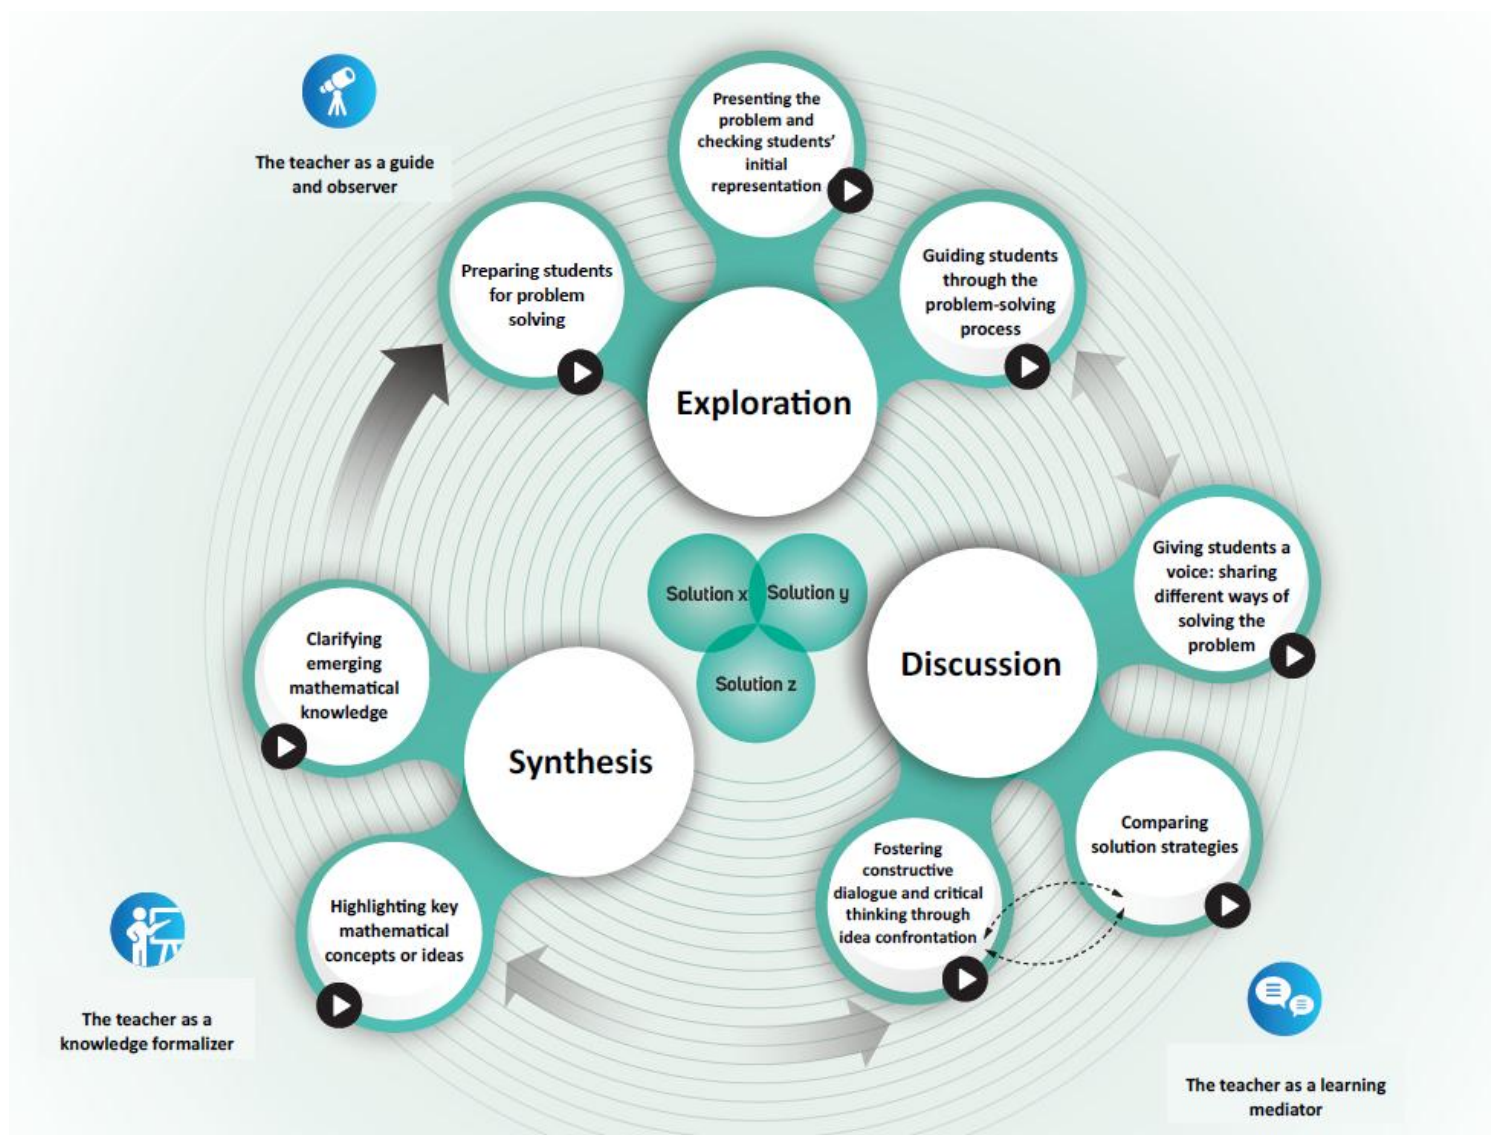 The teacher as a guide
and observer
Presenting the
problem and
checking students’
initial
representation
Preparing students
for problem
solving
Guiding students
through the
problem-solving
process
Exploration
Giving students a
voice: sharing
different ways of
solving the
problem
Solution x
Solution y
Solution z
Discussion
Clarifying
emerging
mathematical
knowledge
Synthesis
Comparing
solution strategies
Fostering
constructive
dialogue and critical
thinking through
idea confrontation
Highlighting key
mathematical
concepts or ideas
The teacher as a
knowledge formalizer
The teacher as a learning
mediator